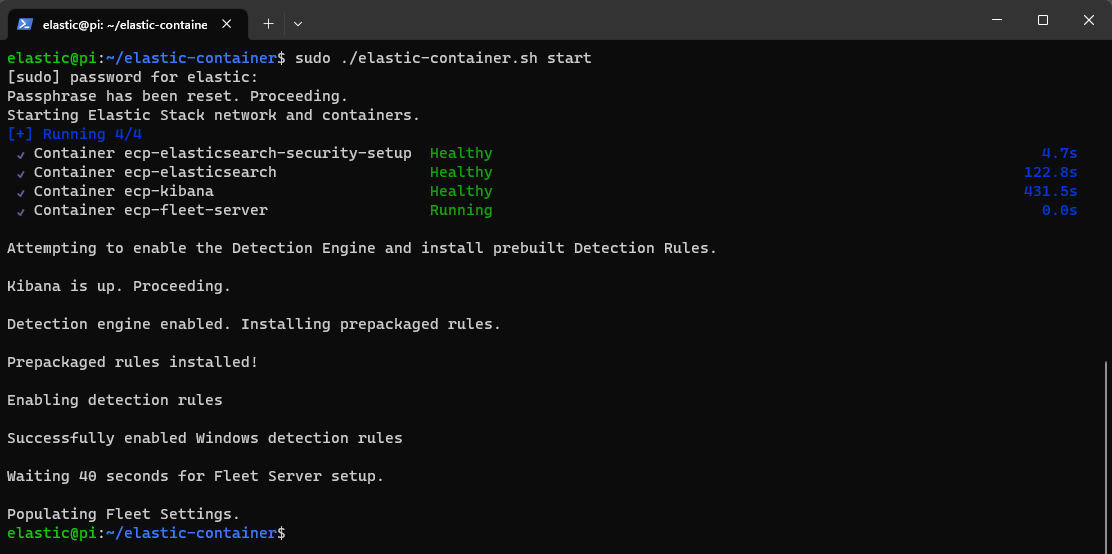 elastic@pi: ~/elastic-containe
elastic@pi:~/elastic-container$ sudo ./elastic-container.sh start
[sudo] password for elastic:
Passphrase has been reset. Proceeding.
Starting Elastic Stack network and containers.
[+] Running 4/4
✔ Container ecp-elasticsearch-security-setup  Healthy 4.7s
✔ Container ecp-elasticsearch Healthy 122.8s
✔ Container ecp-kibana Healthy 431.5s
✔ Container ecp-fleet-server Running 0.0s
Attempting to enable the Detection Engine and install prebuilt Detection Rules.
Kibana is up. Proceeding.
Detection engine enabled. Installing prepackaged rules.
Prepackaged rules installed!
Enabling detection rules
Successfully enabled Windows detection rules
Waiting 40 seconds for Fleet Server setup.
Populating Fleet Settings.
elastic@pi:~/elastic-container$